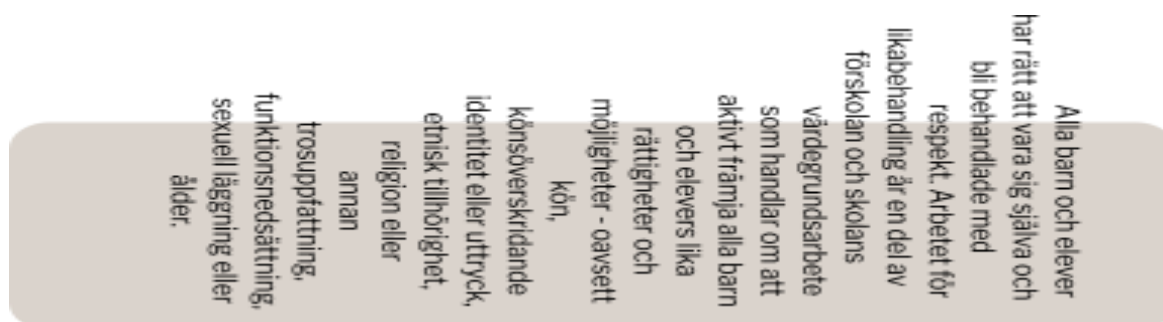 Alla barn och elever
har rätt att vara sig själva och
bli behandlade med
respekt. Arbetet för
likabehandling är en del av
förskolan och skolans
värdegrundsarbete
som handlar om att
aktivt främja alla barn
och elevers lika
rättigheter och
möjligheter - oavsett
kön,
könsöverskridande
identitet eller uttryck,
etnisk tillhörighet,
religion eller
annan
trosuppfattning,
funktionsnedsättning,
sexuell läggning eller
ålder.